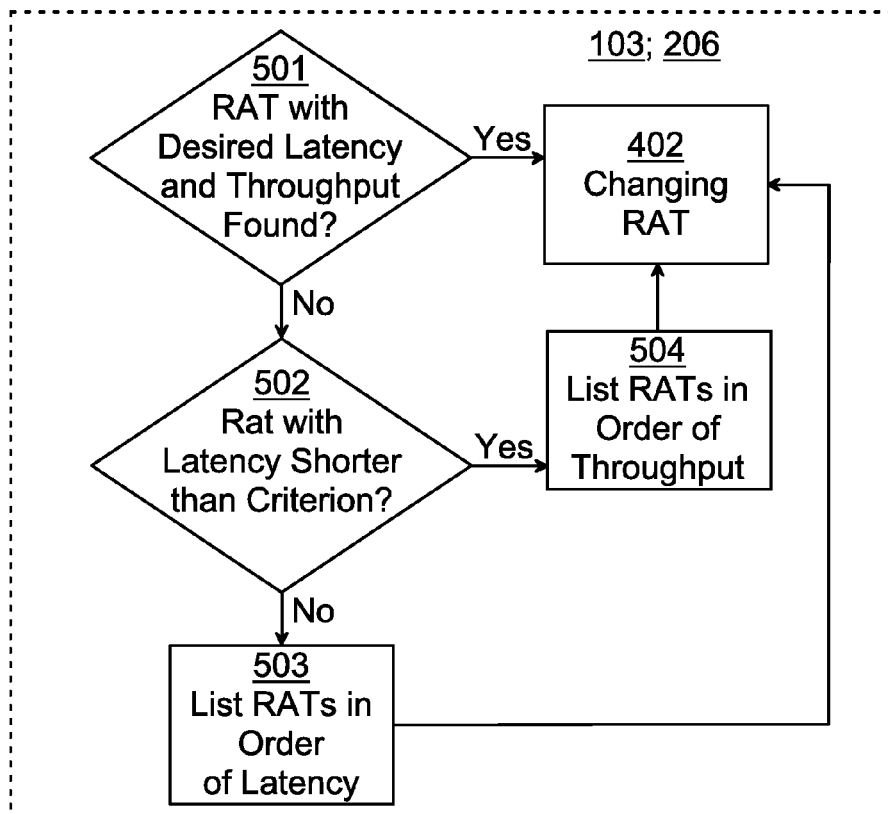 103; 206
501
RAT with
Desired Latency
and Throughput
Found?
Yes
402
Changing
RAT
No
502
Rat with
Latency Shorter
than Criterion?
Yes
504
List RATs in
Order of
Throughput
No
503
List RATs in
Order
of Latency